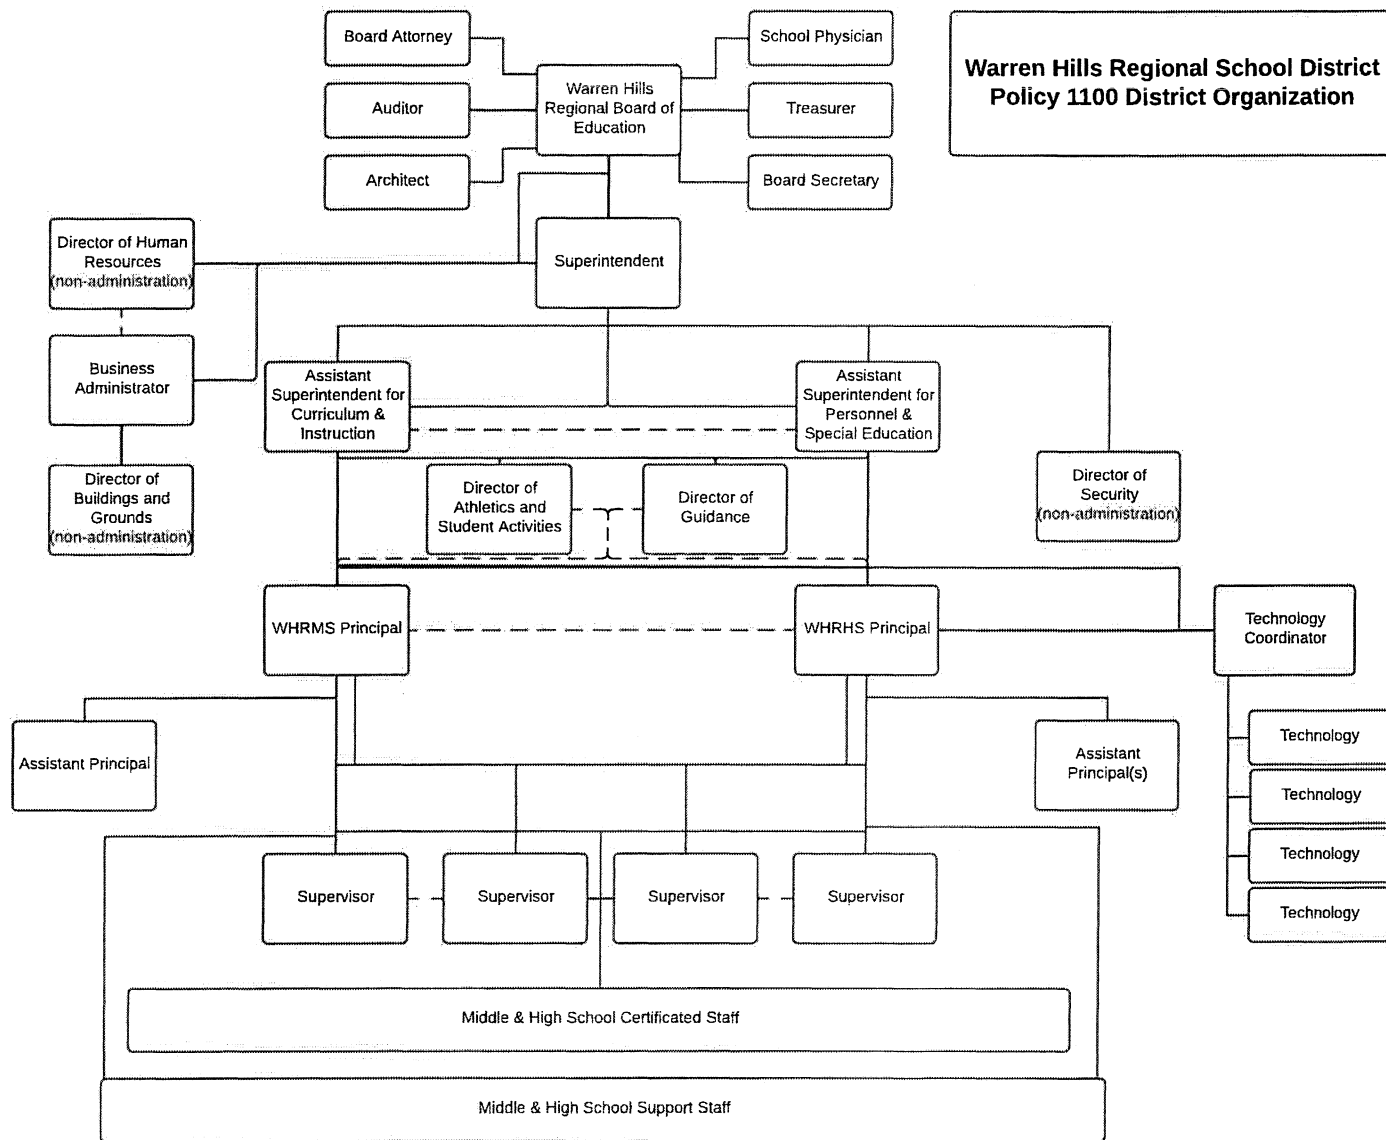 Board Attorney
School Physician
Warren Hills Regional School District
Policy 1100 District Organization
Warren Hills
Regional Board of
Education
Auditor
Treasurer
Architect
Board Secretary
Director of Human
Resources
(non-administration)
Superintendent
Business
Administrator
Assistant
Superintendent for
Curriculum &
Instruction
Assistant
Superintendent for
Personnel &
Special Education
Director of
Buildings and
Grounds
(non-administration)
Director of
Athletics and
Student Activities
Director of
Guidance
Director of
Security
(non-administration)
WHRMS Principal
WHRHS Principal
Technology
Coordinator
Assistant Principal
Assistant
Principal(s)
Technology
Technology
Technology
Technology
Supervisor
Supervisor
Supervisor
Supervisor
Middle & High School Certificated Staff
Middle & High School Support Staff